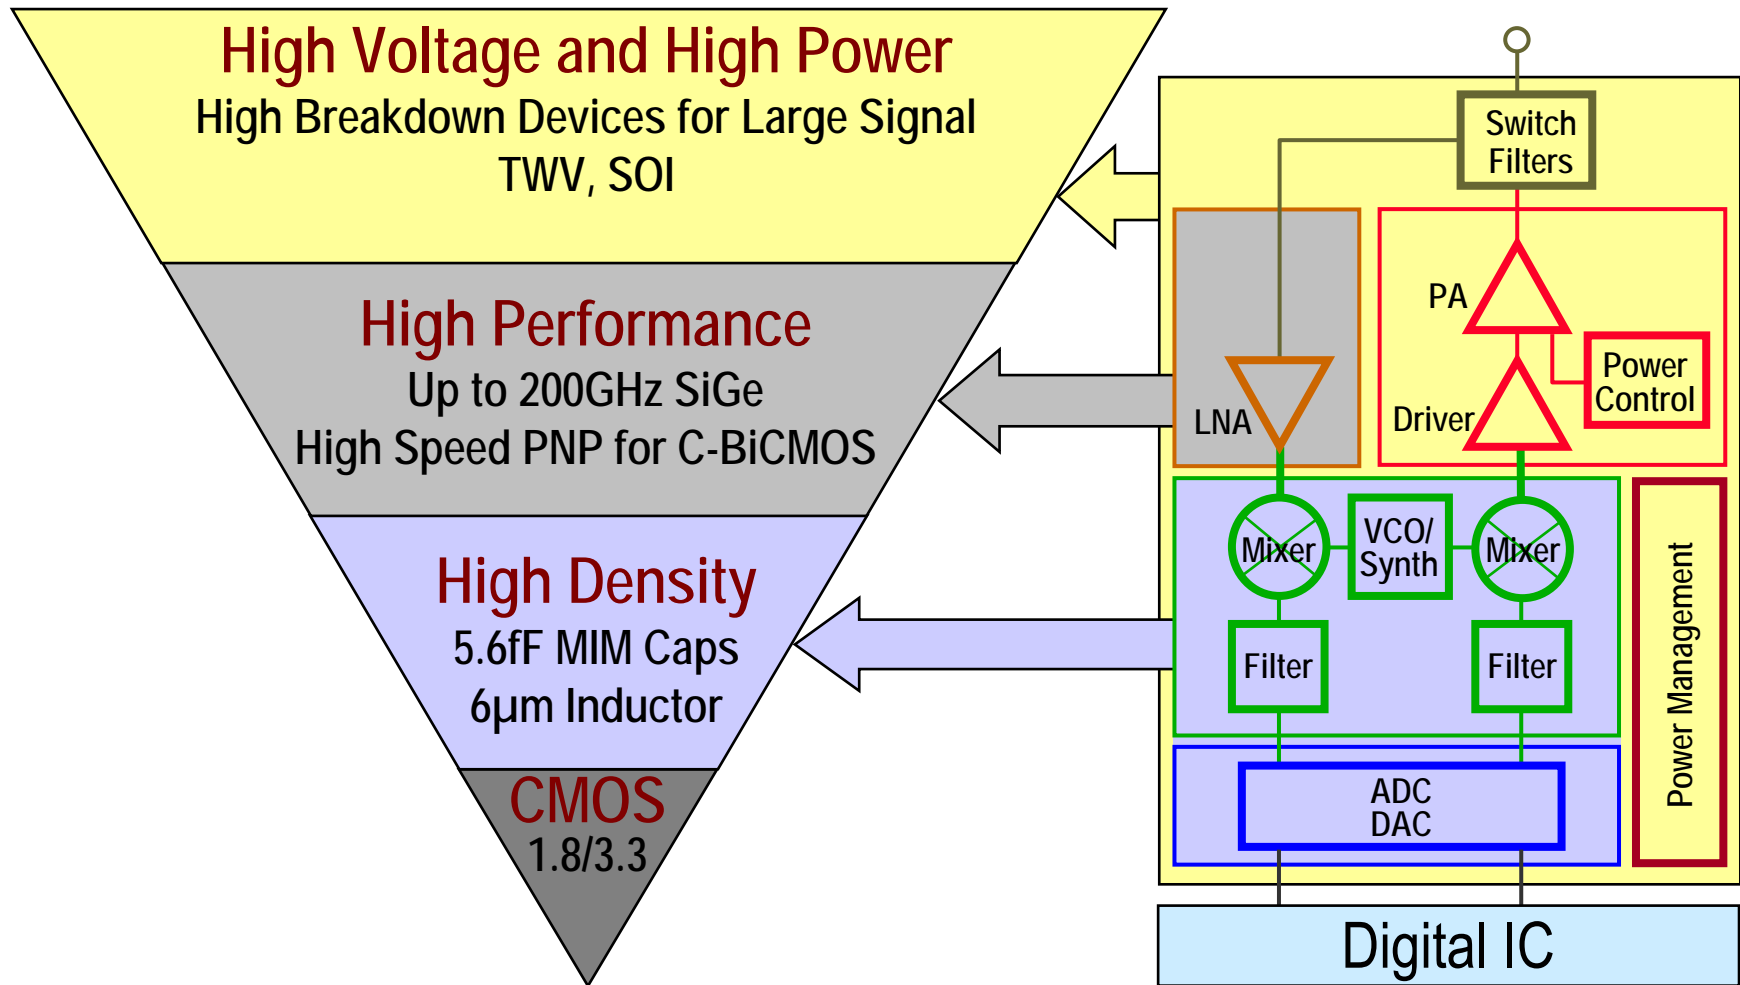 High Voltage and High Power
High Breakdown Devices for Large Signal
TWV, SOI
High Performance
Up to 200GHz SiGe
High Speed PNP for C-BiCMOS
High Density
5.6fF MIM Caps
6μm Inductor
CMOS
1.8/3.3
Switch
Filters
PA
Power
Control
LNA
Driver
Mixer
VCO/
Synth
Mixer
Filter
Filter
Power Management
ADC
DAC
Digital IC